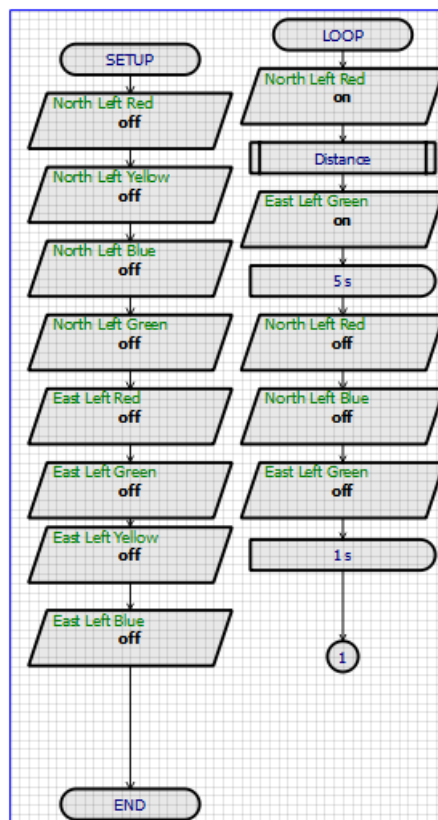 SETUP
North Left Red
off
North Left Yellow
off
North Left Blue
off
North Left Green
off
East Left Red
off
East Left Green
off
East Left Yellow
off
East Left Blue
off
END
LOOP
North Left Red
on
Distance
East Left Green
on
5 s
North Left Red
off
North Left Blue
off
East Left Green
off
1 s
1